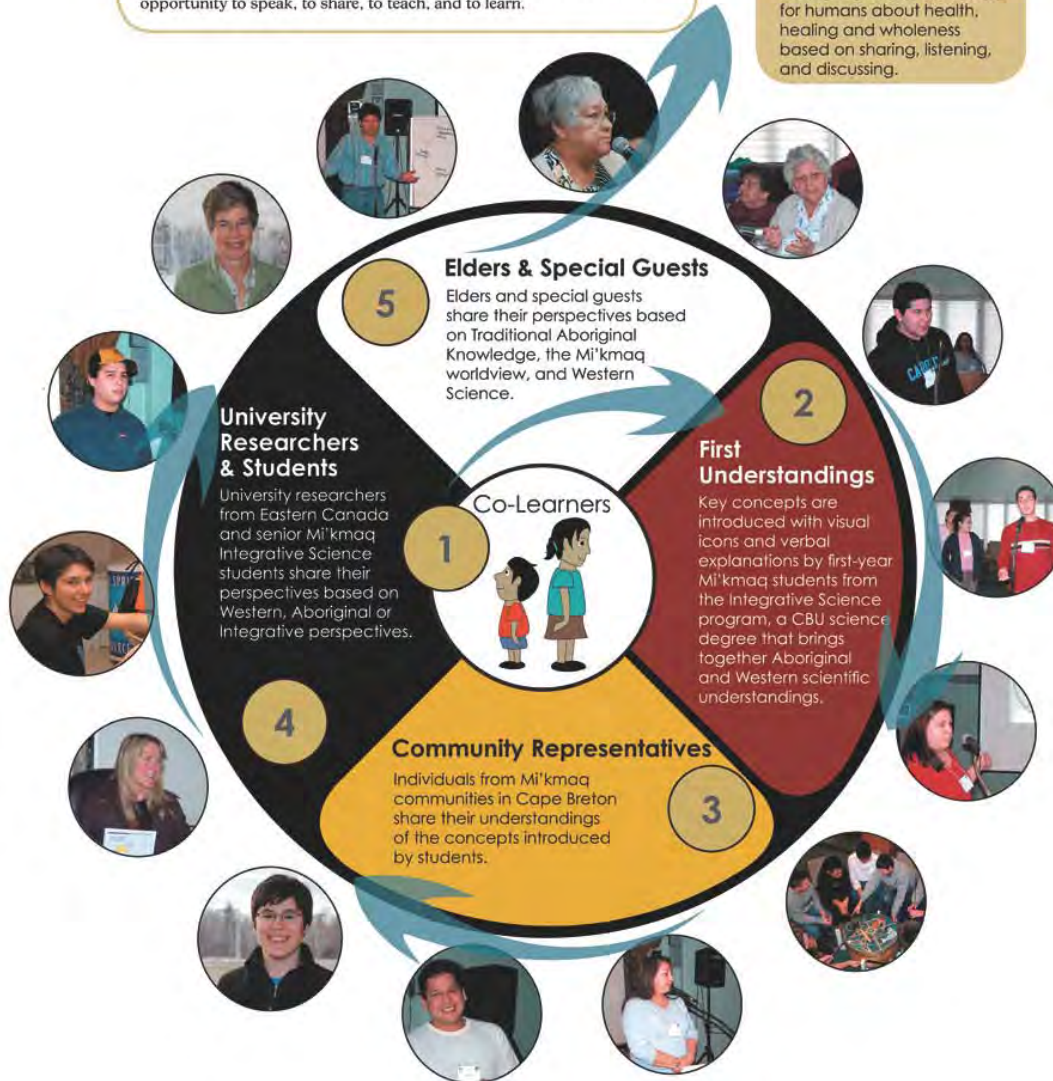 opportunity to speak, to share, to teach, and to learn.
for humans about health,
healing and wholeness
based on sharing, listening,
and discussing.
5
Elders & Special Guests
Elders and special guests
share their perspectives based
on Traditional Aboriginal
Knowledge, the Mi'kmaq
worldview, and Western
Science.
2
First
Understandings
Key concepts are
introduced with visual
icons and verbal
explanations by first-year
Mi'kmaq students from
the Integrative Science
program, a CBU science
degree that brings
together Aboriginal
and Western scientific
understandings.
University
Researchers
& Students
University researchers
from Eastern Canada
and senior Mi'kmaq
Integrative Science
students share their
perspectives based on
Western, Aboriginal or
Integrative perspectives.
Co-Learners
1
4
Community Representatives
Individuals from Mi'kmaq
communities in Cape Breton
share their understandings
of the concepts introduced
by students.
3